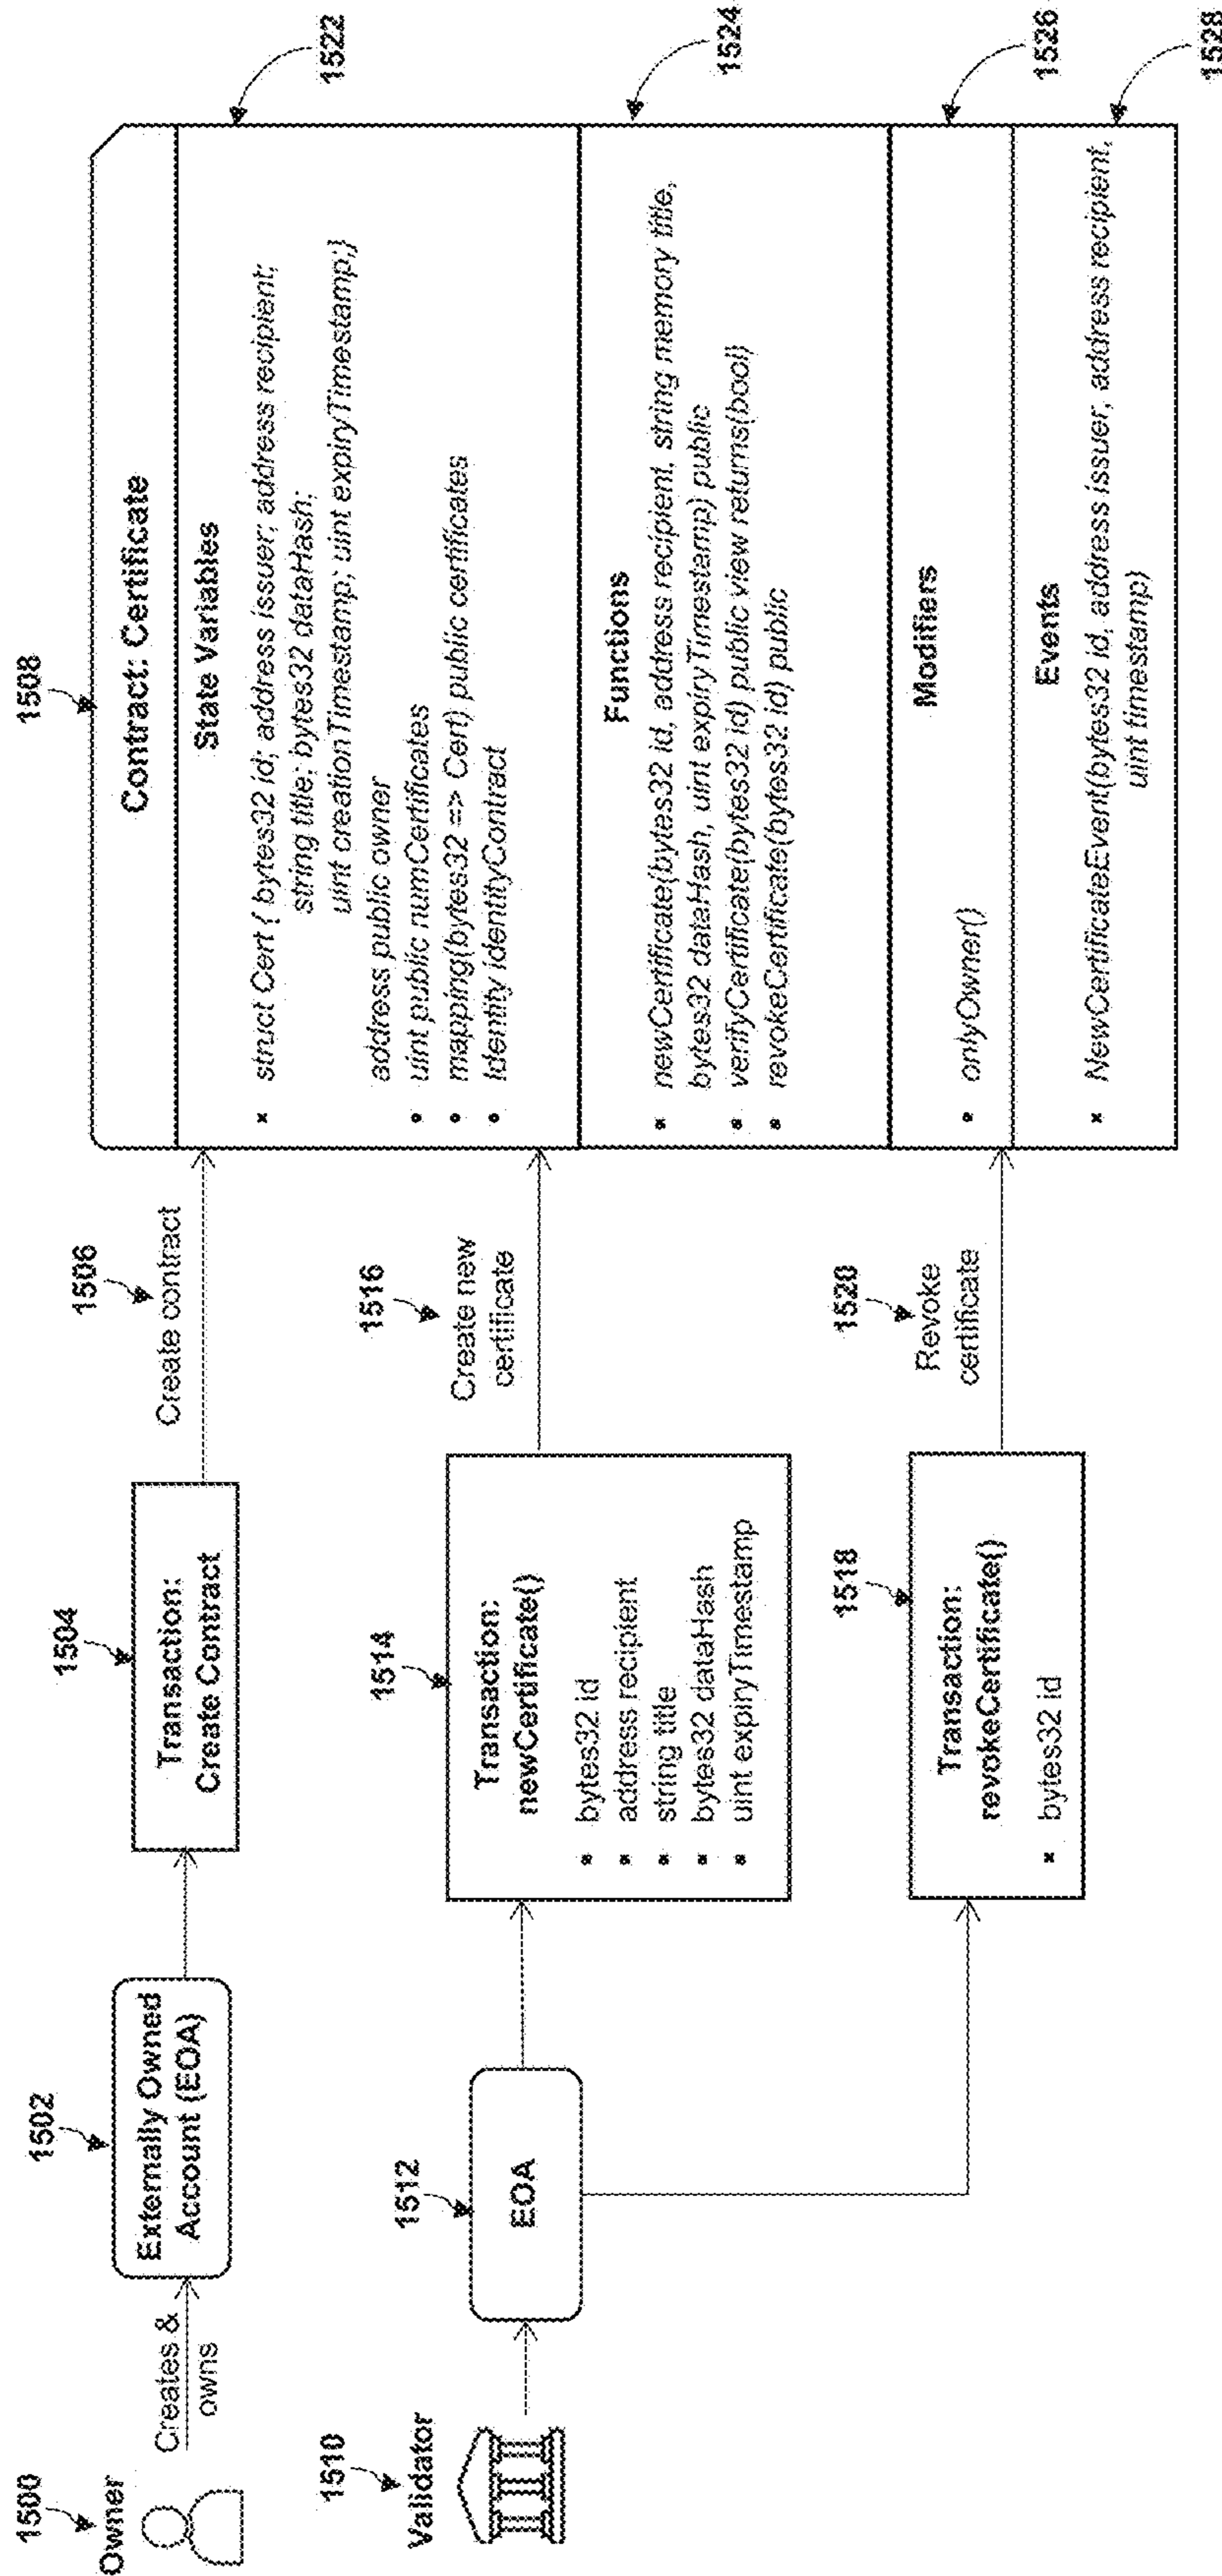 1500
Owner
Creates &
owns
1502
Externally Owned
Account (EOA)
1504
Transaction:
Create Contract
1506
Create contract
1508
Contract: Certificate
State Variables
struct Cert { bytes32 id; address issuer; address recipient;
string title; bytes32 dataHash;
uint creationTimestamp; uint expiryTimestamp;}
address public owner
• uint public numCertificates
• mapping(bytes32 => Cert) public certificates
• Identity identityContract
1522
Functions
• newCertificate(bytes32 id, address recipient, string memory title,
bytes32 dataHash, uint expiryTimestamp) public
• verifyCertificate(bytes32 id) public view returns(bool)
• revokeCertificate(bytes32 id) public
1524
Modifiers
• onlyOwner()
1526
Events
• NewCertificateEvent(bytes32 id, address issuer, address recipient,
uint timestamp)
1528
1510
Validator
1512
EOA
1514
Transaction:
newCertificate()
• bytes32 id
• address recipient
• string title
• bytes32 dataHash
• uint expiryTimestamp
1516
Create new
certificate
1518
Transaction:
revokeCertificate()
• bytes32 id
1520
Revoke
certificate